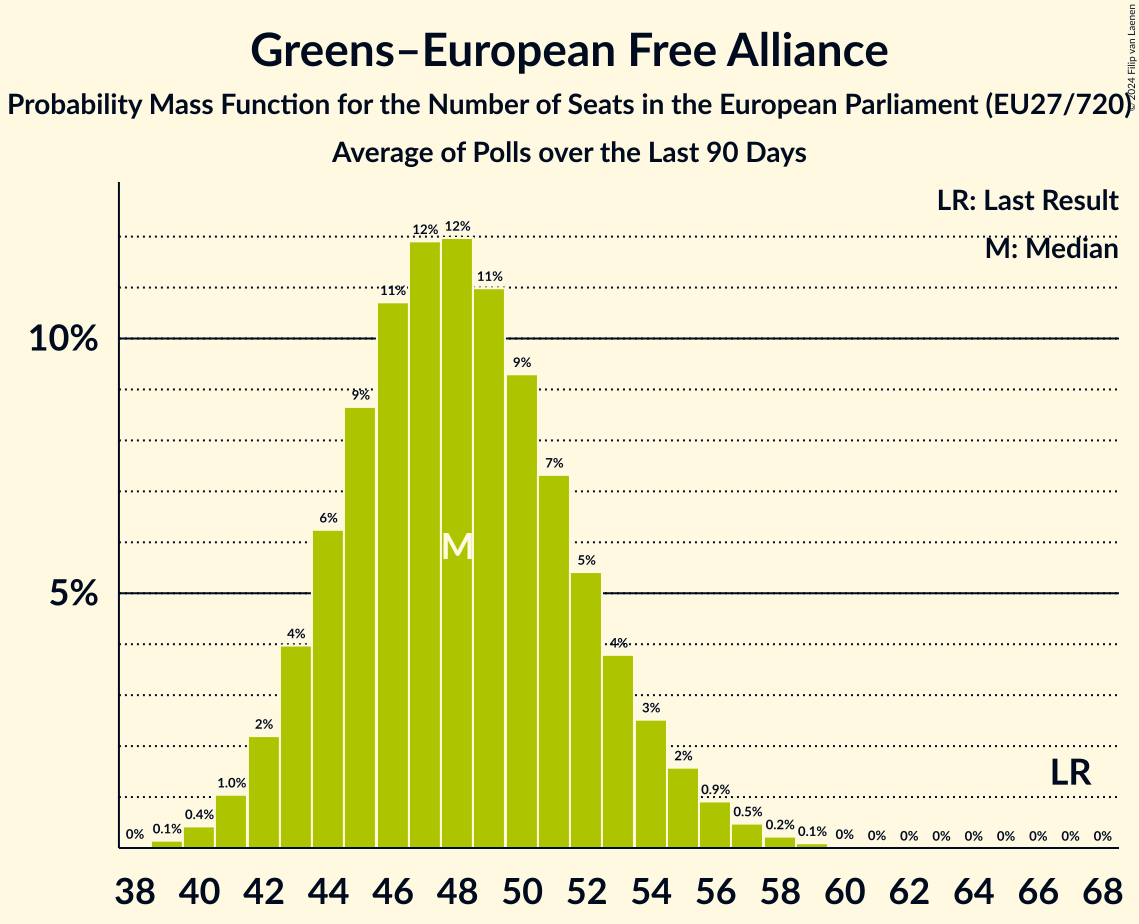 © 2024 Filip van Laenen
Greens–European Free Alliance
Probability Mass Function for the Number of Seats in the European Parliament (EU27/720)
Average of Polls over the Last 90 Days
LR: Last Result
M: Median
12% 12%
11% 11%
10%
9% 9%
7%
6%
M
5%
5%
4% 4%
3%
2% 2%
LR
1.0% 0.9%
0% 0.1% 0.4% 0.5% 0.2% 0.1% 0% 0% 0% 0% 0% 0% 0% 0% 0%
38 40 42 44 46 48 50 52 54 56 58 60 62 64 66 68